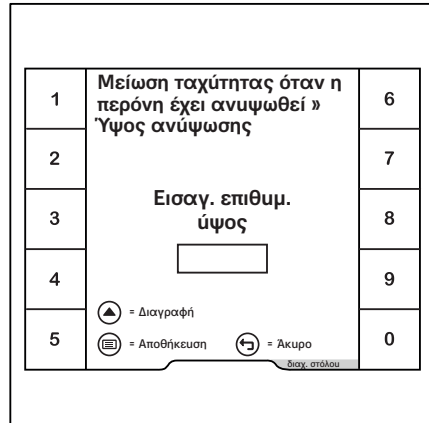 Μείωση ταχύτητας όταν η
περόνη έχει ανυψωθεί »
Ύψος ανύψωσης
1
2
3
4
5
6
7
8
9
0
Εισαγ. επιθυμ.
ύψος
= Διαγραφή
= Αποθήκευση
= Άκυρο
διαχ. στόλου